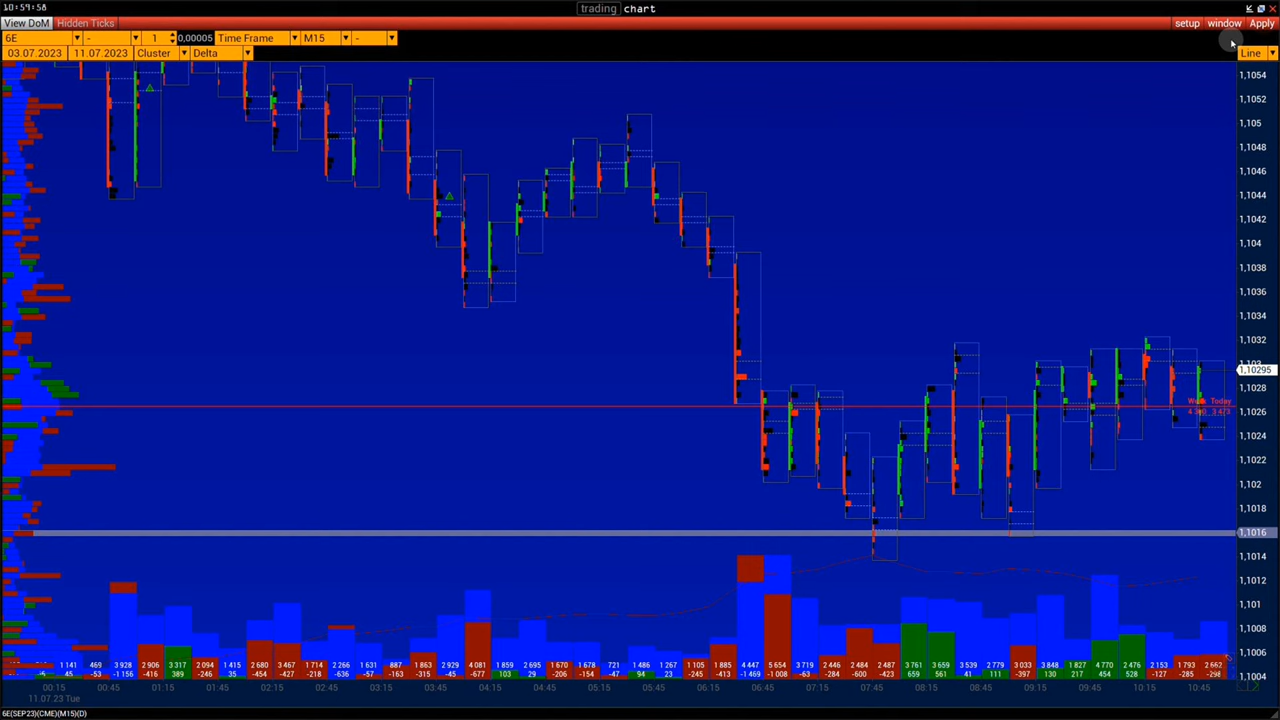 10:59:58
trading chart
View DoM Hidden Ticks setup window Apply
6E - 1 0,00005 Time Frame M15 -
03.07.2023 11.07.2023 Cluster Delta Line
1,1054
1,1052
1,105
1,1048
1,1046
1,1044
1,1042
1,104
1,1038
1,1036
1,1034
1,1032
1,10295
1,1028
Today
1,1026
3 473
1,1024
1,1022
1,102
1,1018
1,1016
1,1014
1,1012
1,101
1,1008
1,1006
1,1004
1 141 469 3 928 2 906 3 317 2 094 1 415 2 680 3 467 1 714 2 266 1 631 887 1 863 2 929 4 081 1 859 2 695 1 670 1 678 721 1 486 1 267 1 105 1 885 4 447 5 654 3 719 2 446 2 484 2 487 3 761 3 659 3 539 2 779 3 033 3 848 1 827 4 770 2 476 2 153 1 793 2 662
-53 -1 156 -416 389 -246 35 -454 -428 -218 -636 -57 -163 -315 44 -672 103 29 -206 -154 -47 94 23 -245 -413 -1 469 -1 008 -207 -284 -600 -423 659 561 41 111 -397 130 217 454 528 -127 -285 -298
00:15 00:45 01:15 01:45 02:15 02:45 03:15 03:45 04:15 04:45 05:15 05:45 06:15 06:45 07:15 07:45 08:15 08:45 09:15 09:45 10:15 10:45
11.07.23 Tue
6E(SEP23)(CME)(M15)(D)